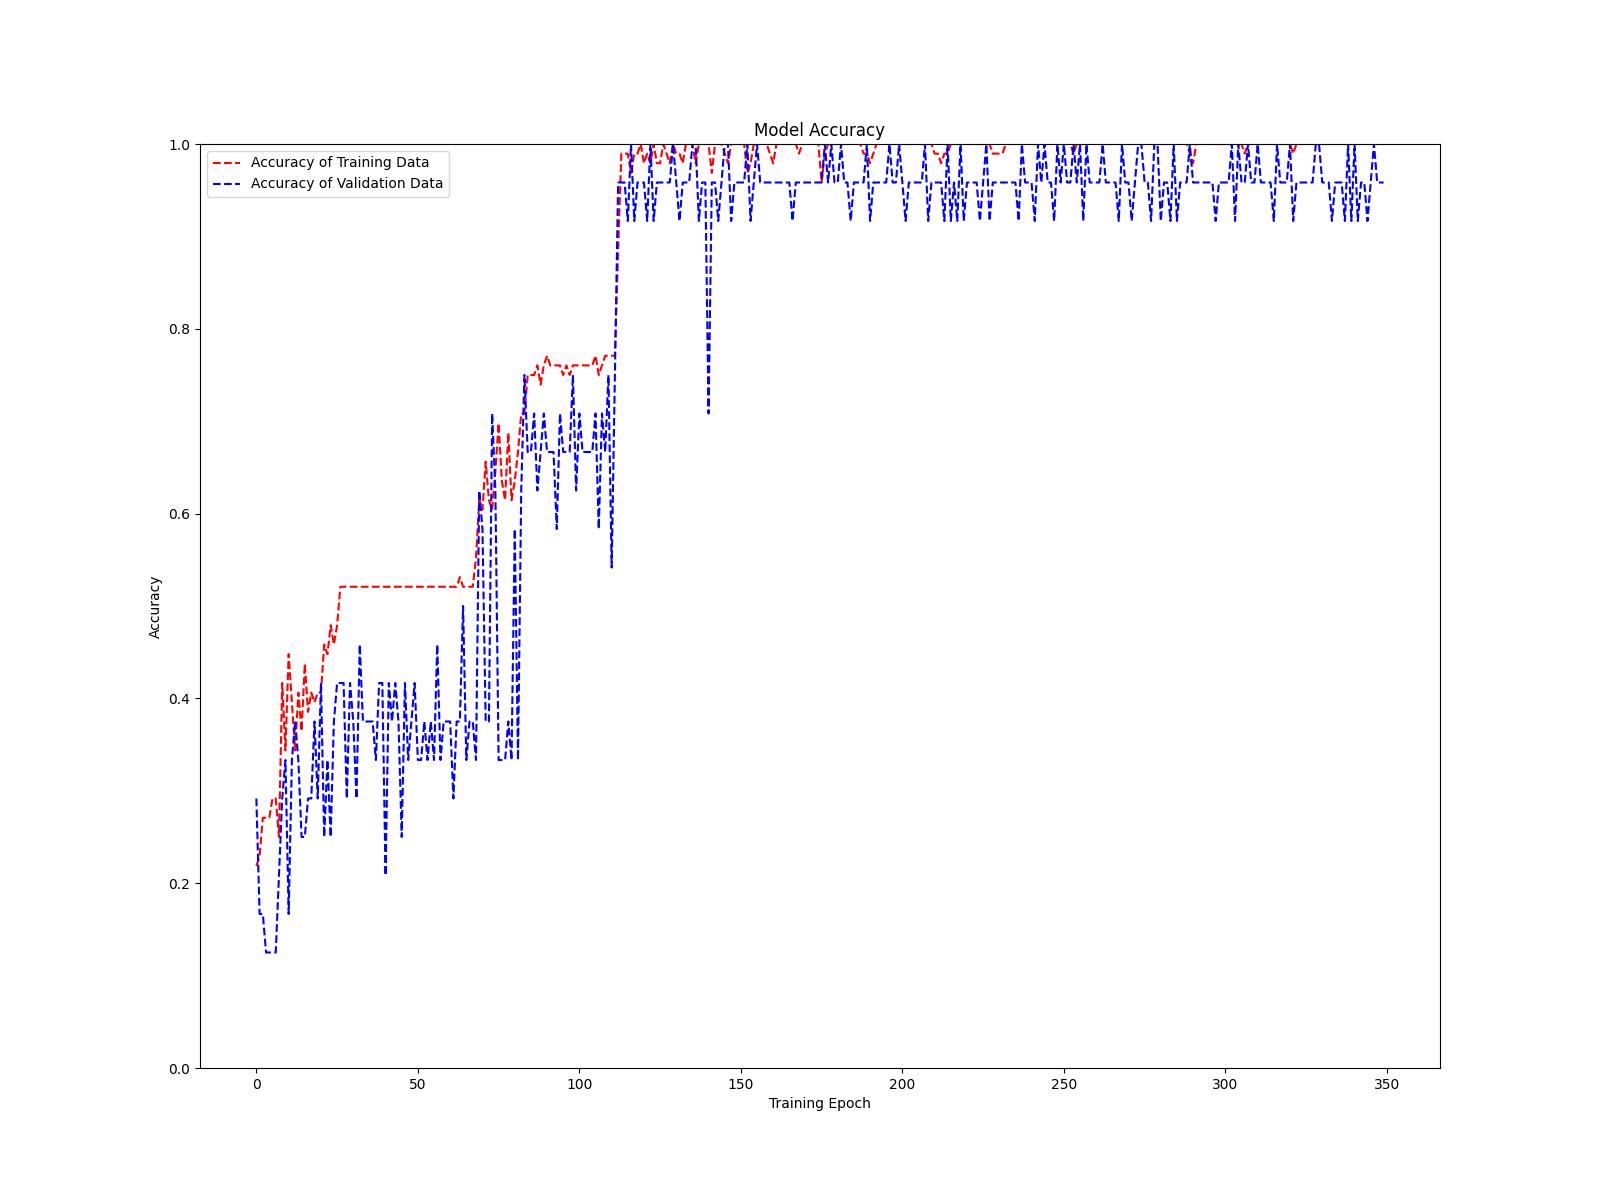 Model Accuracy
Accuracy of Training Data
Accuracy of Validation Data
1.0
0.8
0.6
0.4
0.2
0.0
Accuracy
0 50 100 150 200 250 300 350
Training Epoch